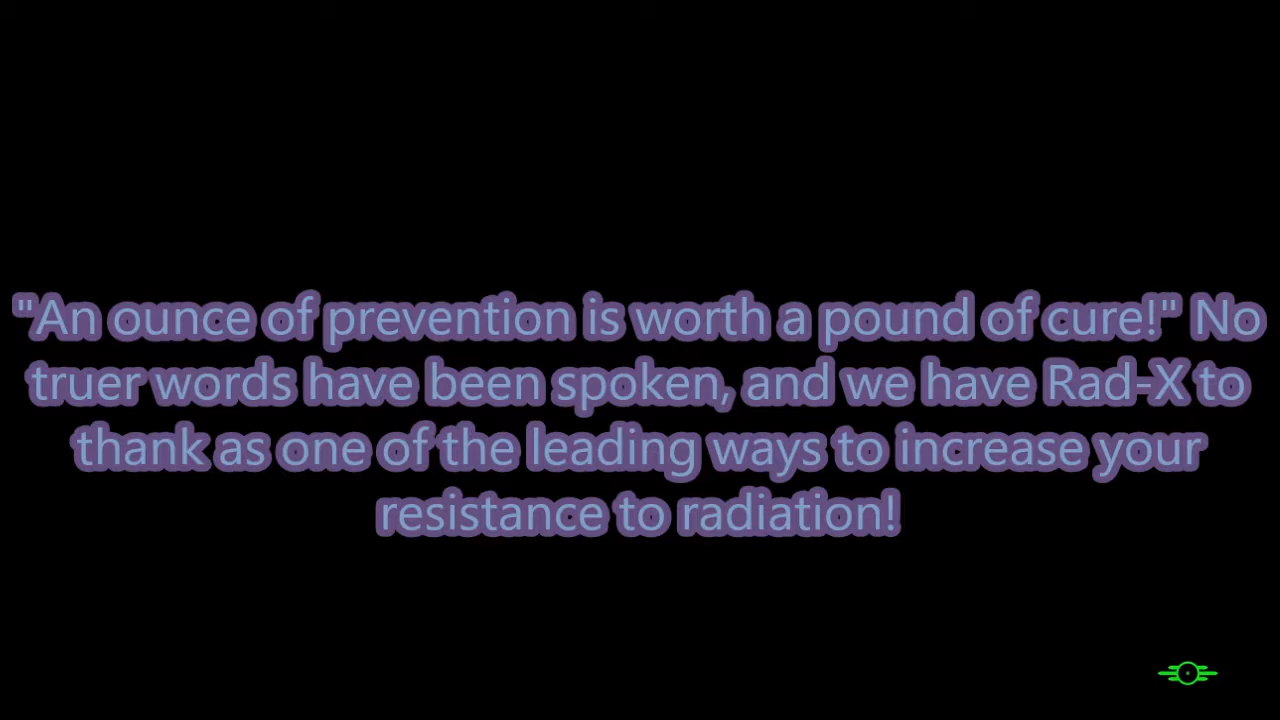 "An ounce of prevention is worth a pound of cure!" No
truer words have been spoken, and we have Rad-X to
thank as one of the leading ways to increase your
resistance to radiation!